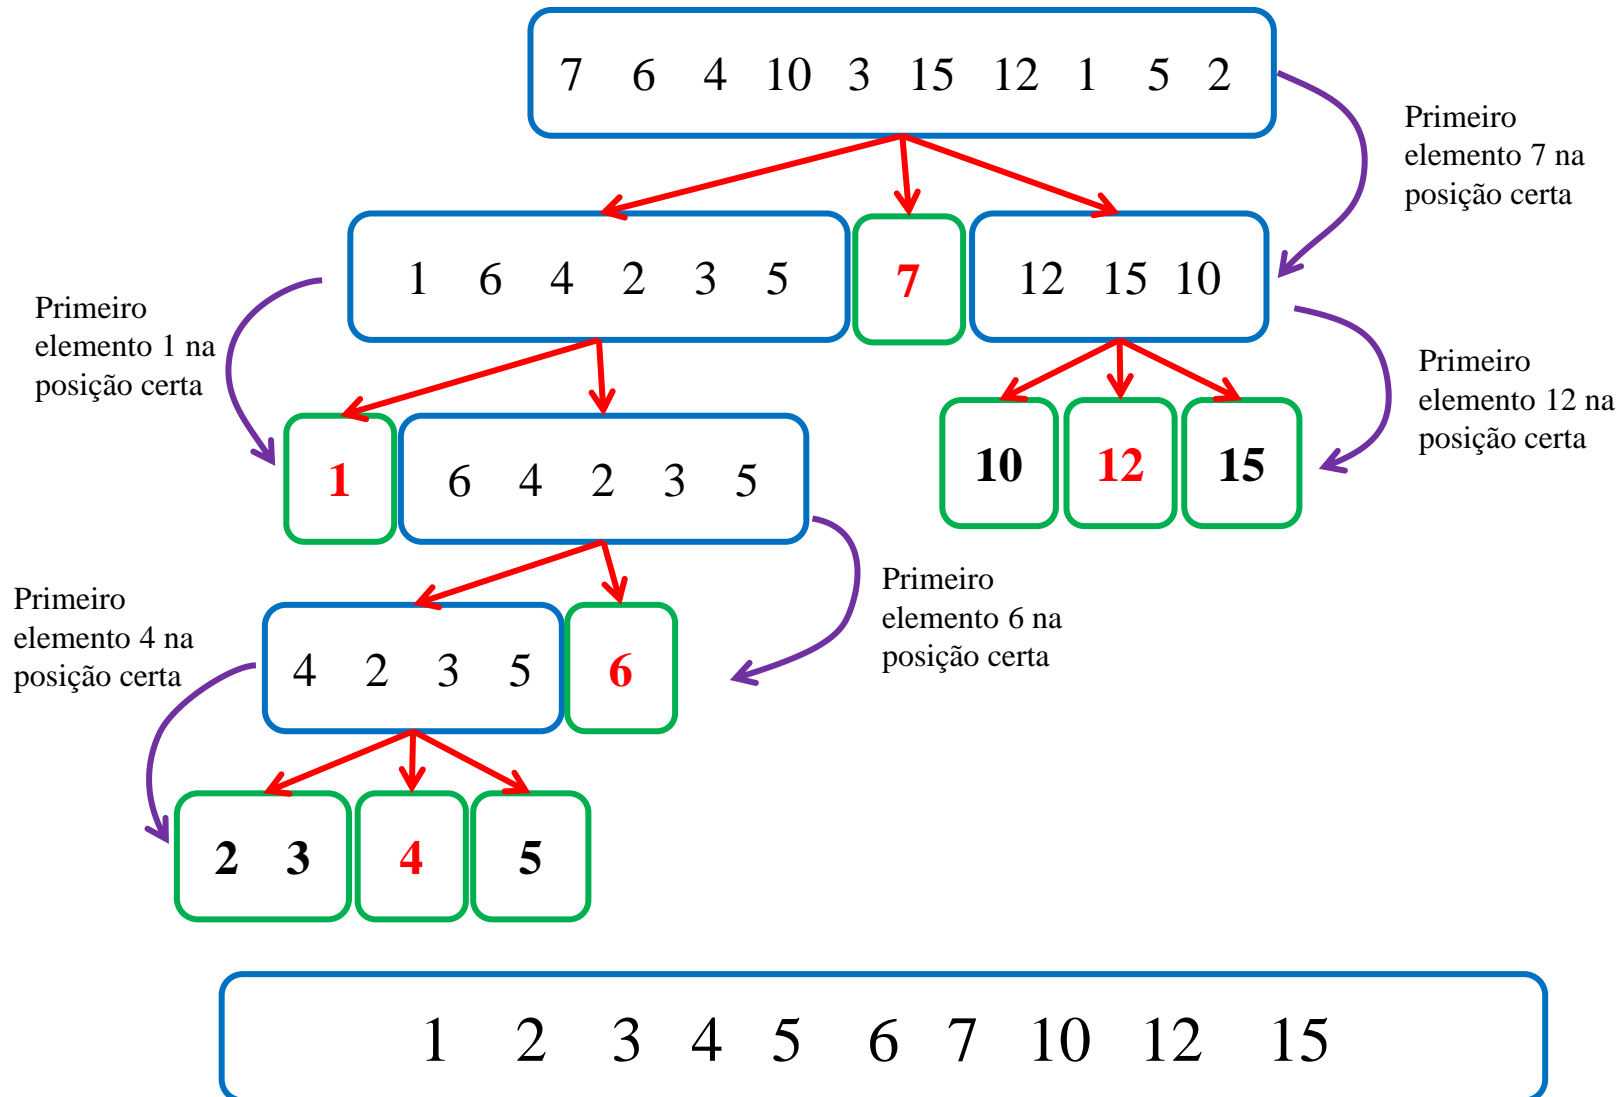 7 6 4 10 3 15 12 1 5 2
Primeiro
elemento 7 na
posição certa
1 6 4 2 3 5
7
12 15 10
Primeiro
elemento 1 na
posição certa
Primeiro
elemento 12 na
posição certa
1
6 4 2 3 5
10
12
15
Primeiro
elemento 6 na
posição certa
Primeiro
elemento 4 na
posição certa
4 2 3 5
6
2 3
4
5
1 2 3 4 5 6 7 10 12 15